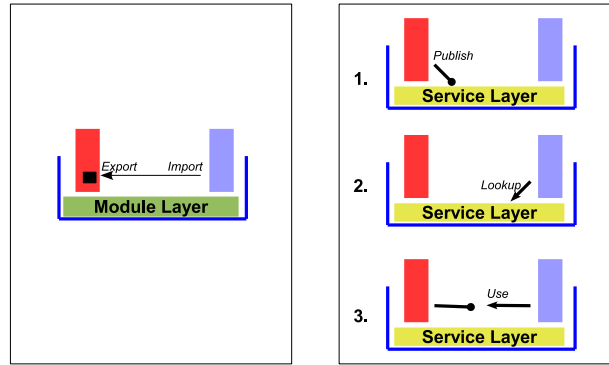 Export Import
Module Layer
1.
Publish
Service Layer
2.
Lookup
Service Layer
3.
Use
Service Layer